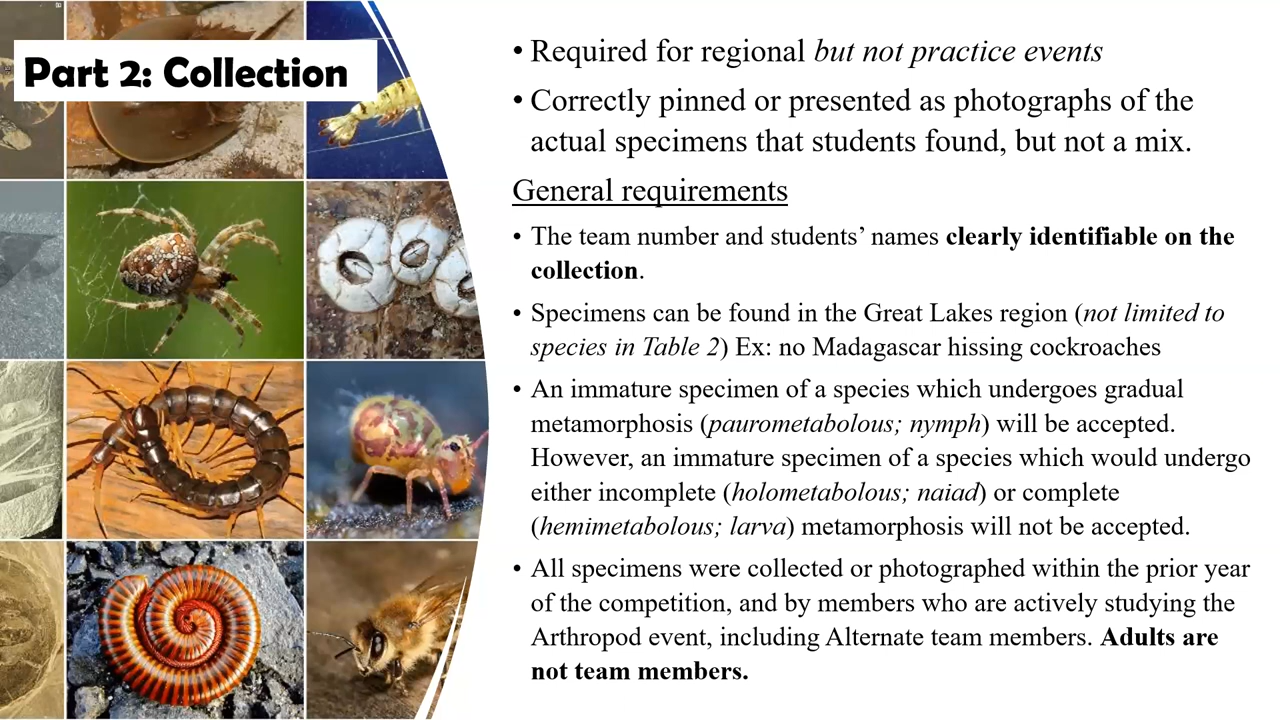 Part 2: Collection
• Required for regional but not practice events
• Correctly pinned or presented as photographs of the
actual specimens that students found, but not a mix.
General requirements
• The team number and students’ names clearly identifiable on the
collection.
• Specimens can be found in the Great Lakes region (not limited to
species in Table 2) Ex: no Madagascar hissing cockroaches
• An immature specimen of a species which undergoes gradual
metamorphosis (paurometabolous; nymph) will be accepted.
However, an immature specimen of a species which would undergo
either incomplete (holometabolous; naiad) or complete
(hemimetabolous; larva) metamorphosis will not be accepted.
• All specimens were collected or photographed within the prior year
of the competition, and by members who are actively studying the
Arthropod event, including Alternate team members. Adults are
not team members.